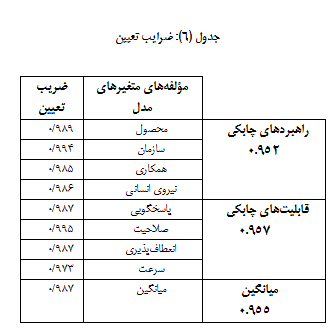 جدول (۶): ضرایب تعیین
مؤلفه‌های متغیرهای مدل
ضریب تعیین
راهبردهای چابکی
۰.۹۵۲
محصول ۰/۹۸۹
سازمان ۰/۹۹۴
همکاری ۰/۹۸۵
نیروی انسانی ۰/۹۸۶
قابلیت‌های چابکی
۰.۹۵۷
پاسخگویی ۰/۹۸۷
صلاحیت ۰/۹۹۵
انعطاف‌پذیری ۰/۹۸۷
سرعت ۰/۹۷۳
میانگین
۰.۹۵۵
میانگین ۰/۹۸۷